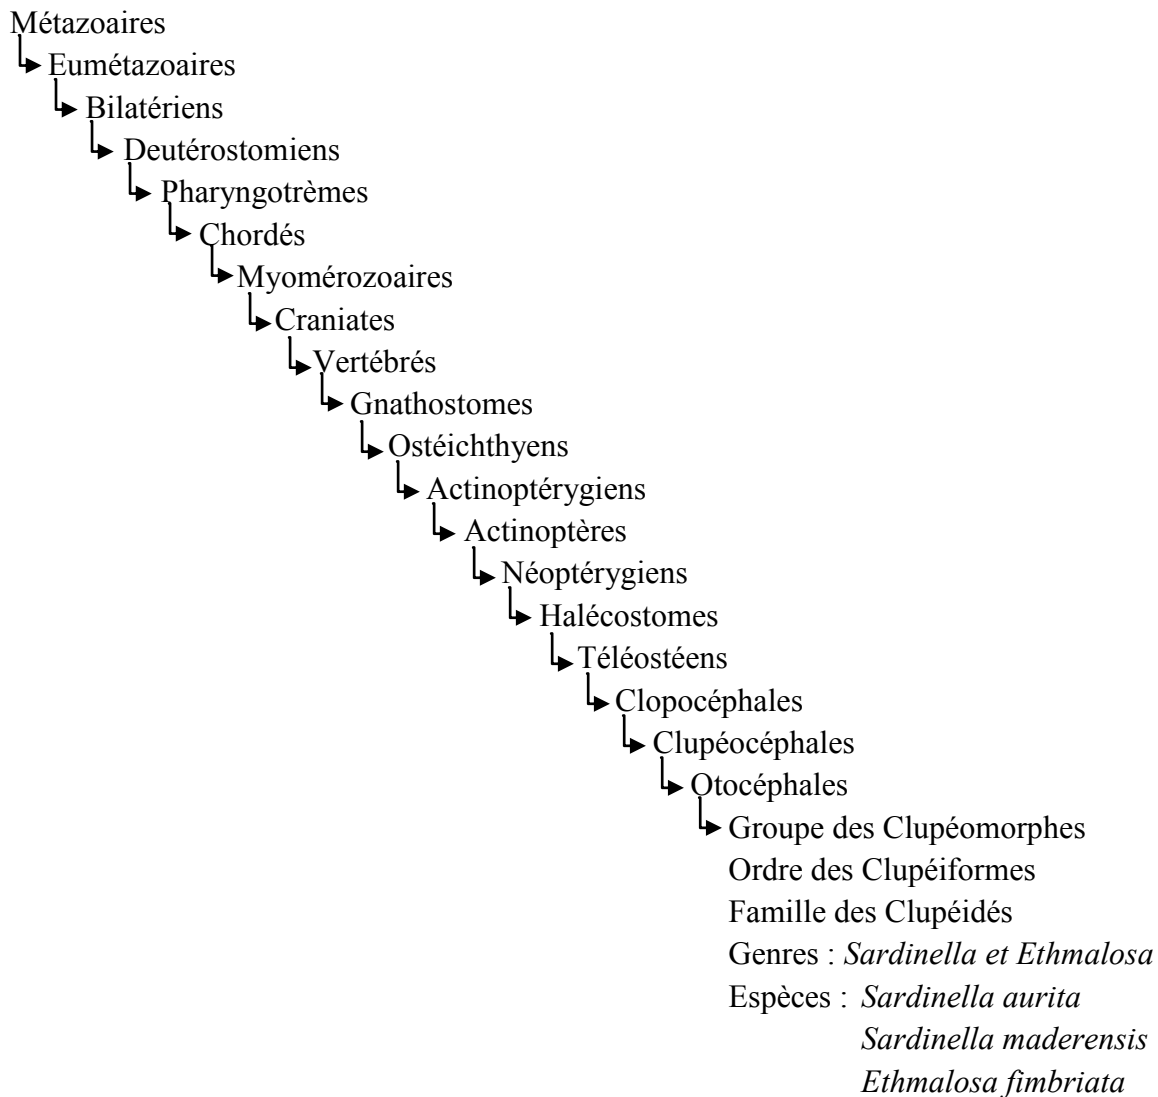 Métazoaires
Eumétazoaires
Bilatériens
Deutérostomiens
Pharyngotrèmes
Chordés
Myomérozoaires
Craniates
Vertébrés
Gnathostomes
Ostéichthyens
Actinoptérygiens
Actinoptères
Néoptérygiens
Halécostomes
Téléostéens
Clopocéphales
Clupéocéphales
Otocéphales
Groupe des Clupéomorphes
Ordre des Clupéiformes
Famille des Clupéidés
Genres : Sardinella et Ethmalosa
Espèces : Sardinella aurita
Sardinella maderensis
Ethmalosa fimbriata